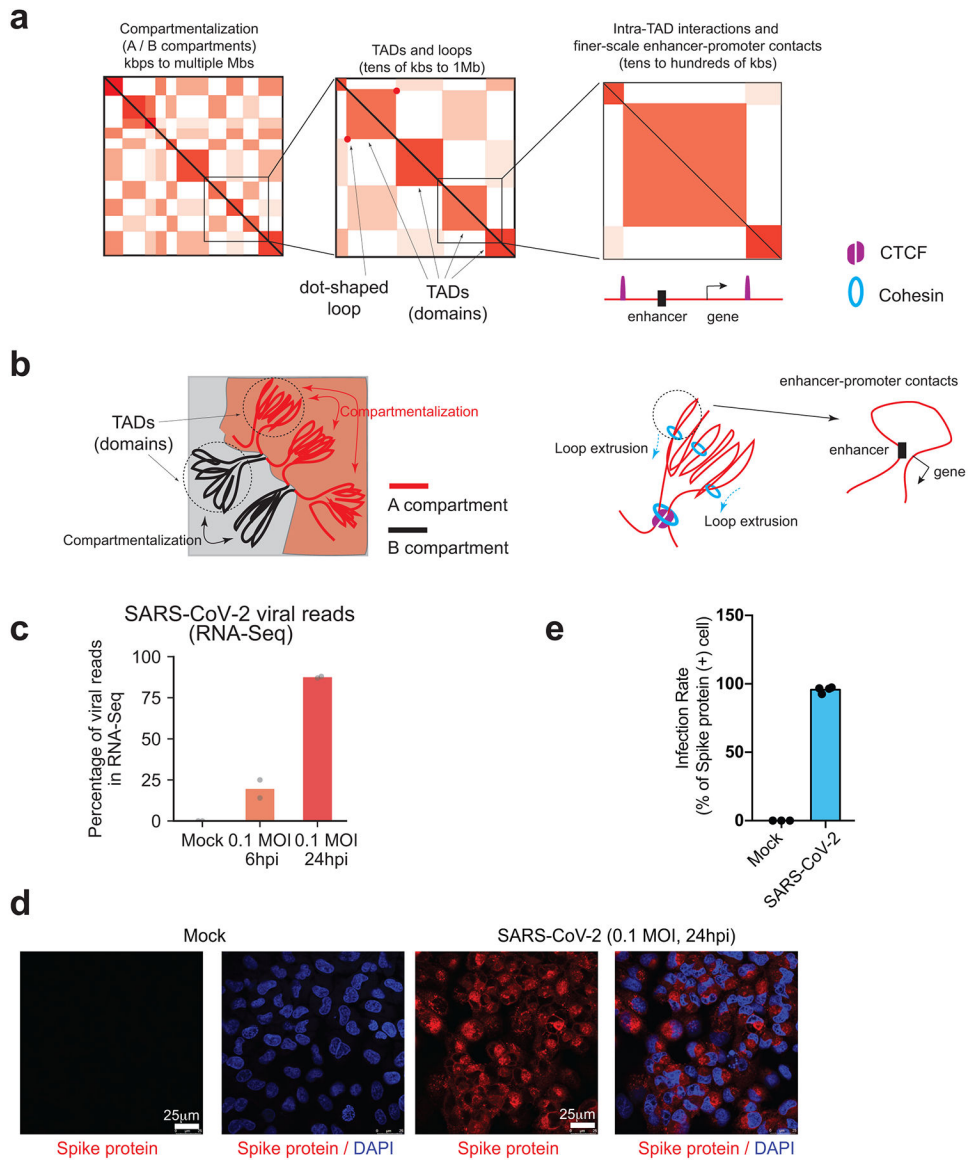 a
Compartmentalization
(A / B compartments)
kbps to multiple Mbs
TADs and loops
(tens of kbs to 1Mb)
Intra-TAD interactions and
finer-scale enhancer-promoter contacts
(tens to hundreds of kbs)
dot-shaped
loop
TADs
(domains)
enhancer
gene
CTCF
Cohesin
b
TADs
(domains)
Compartmentalization
Compartmentalization
A compartment
B compartment
Loop extrusion
Loop extrusion
enhancer-promoter contacts
enhancer
gene
c
SARS-CoV-2 viral reads
(RNA-Seq)
Percentage of viral reads
in RNA-Seq
100
75
50
25
0
Mock
0.1 MOI
6hpi
0.1 MOI
24hpi
e
Infection Rate
(% of Spike protein (+) cell)
150
100
50
0
Mock
SARS-CoV-2
d
Mock
SARS-CoV-2 (0.1 MOI, 24hpi)
25μm
25μm
Spike protein
Spike protein / DAPI
Spike protein
Spike protein / DAPI